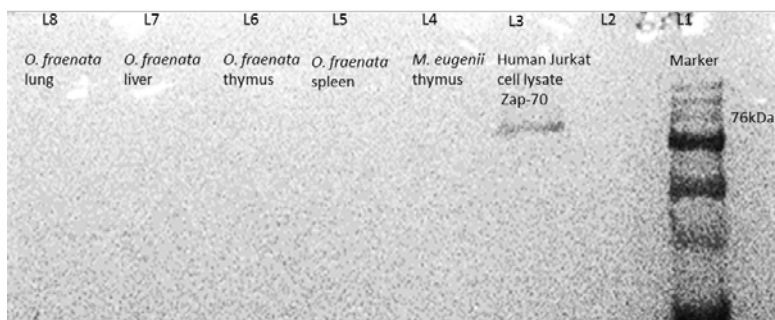 L8 L7 L6 L5 L4 L3 L2 L1
O. fraenata O. fraenata O. fraenata O. fraenata M. eugenii Human Jurkat Marker
lung liver thymus spleen thymus cell lysate
Zap-70
76kDa